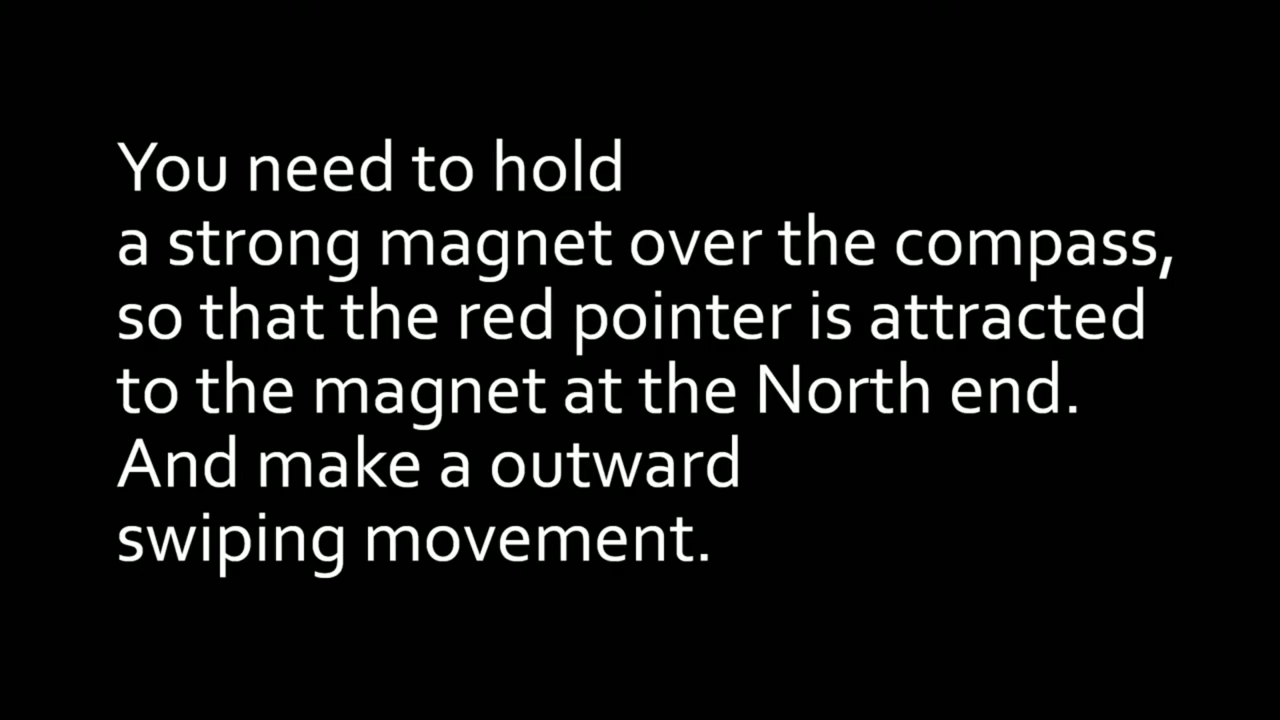 You need to hold
a strong magnet over the compass,
so that the red pointer is attracted
to the magnet at the North end.
And make a outward
swiping movement.